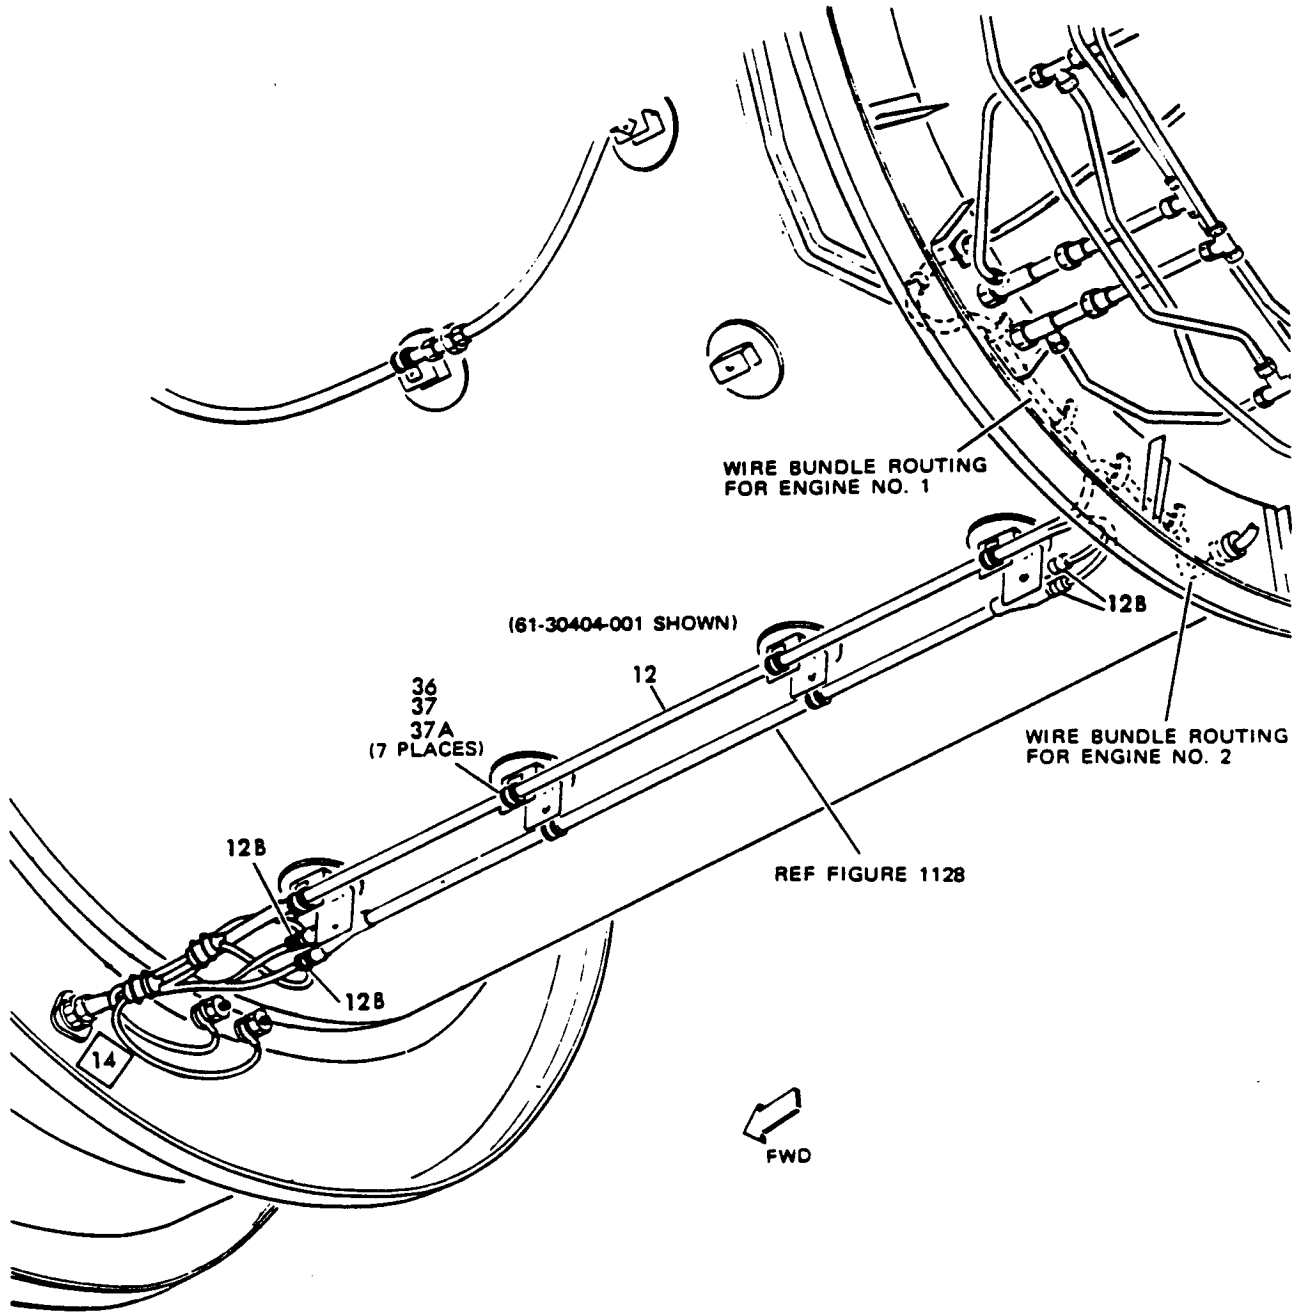 WIRE BUNDLE ROUTING
FOR ENGINE NO. 1
12B
(61-30404-001 SHOWN)
12
36
37
37A
(7 PLACES)
WIRE BUNDLE ROUTING
FOR ENGINE NO. 2
12B
REF FIGURE 1128
12B
14
FWD